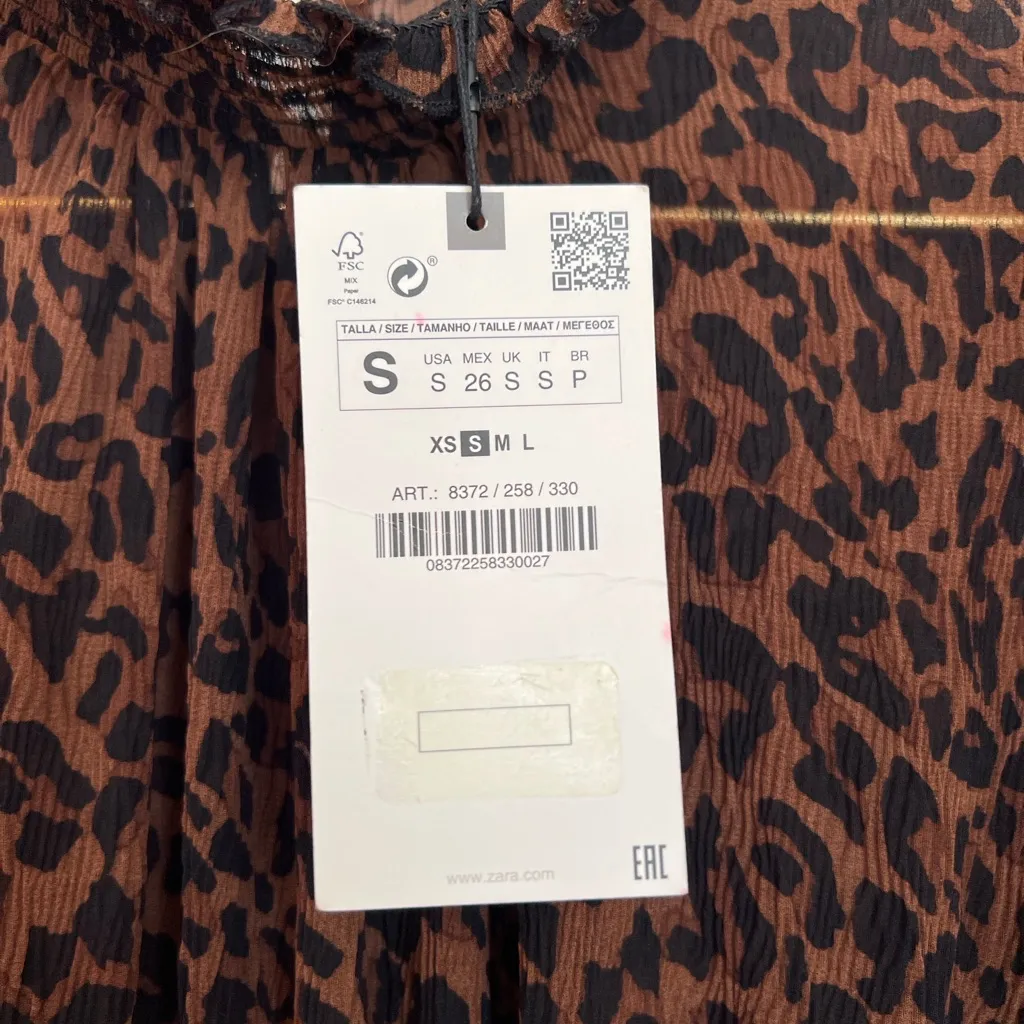 FSC
MIX
Paper
FSC® C146214
®
TALLA / SIZE / TAMANHO / TAILLE / MAAT / ΜΕΓΕΘΟΣ
S
USA MEX UK IT BR
S 26 S S P
XS S M L
ART.: 8372 / 258 / 330
08372258330027
www.zara.com
EAC